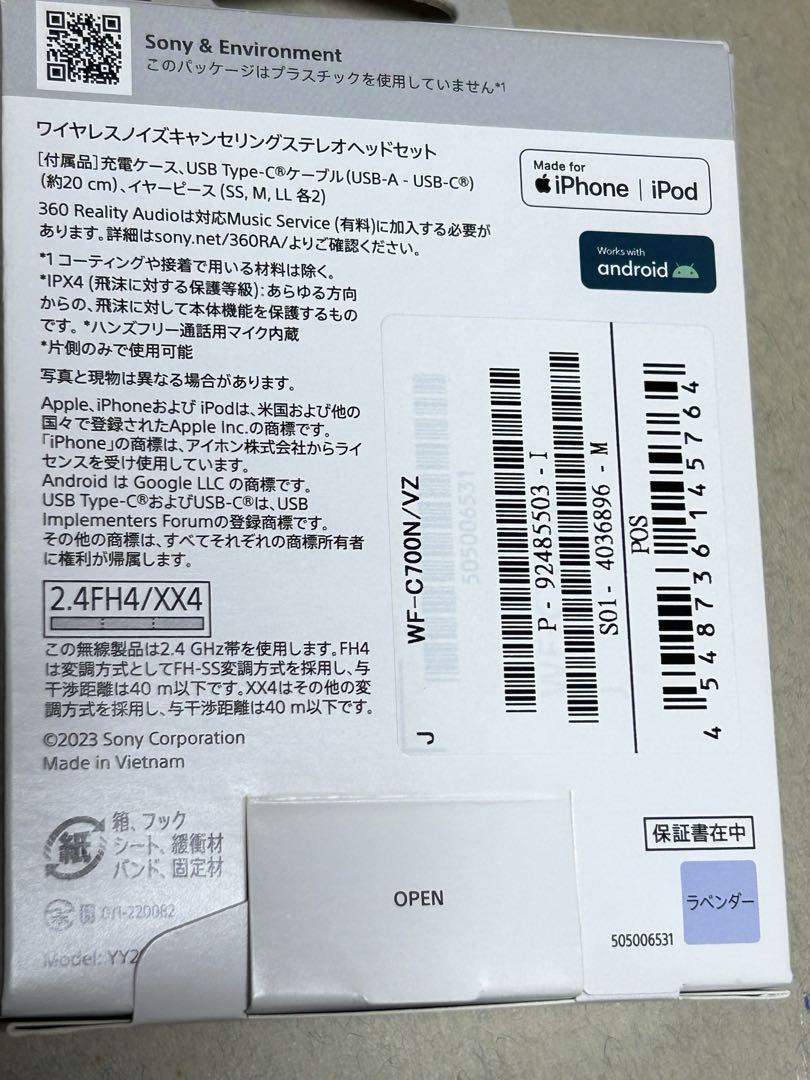 Sony & Environment
このパッケージはプラスチックを使用していません*1
ワイヤレスノイズキャンセリングステレオヘッドセット
[付属品]充電ケース、USB Type-C®ケーブル(USB-A - USB-C®)
(約20 cm)、イヤーピース (SS, M, LL 各2)
360 Reality Audioは対応Music Service (有料)に加入する必要が
あります。詳細はsony.net/360RA/よりご確認ください。
*1 コーティングや接着で用いる材料は除く。
*IPX4 (飛沫に対する保護等級):あらゆる方向
からの、飛沫に対して本体機能を保護するもの
です。*ハンズフリー通話用マイク内蔵
*片側のみで使用可能
写真と現物は異なる場合があります。
Apple、iPhoneおよび iPodは、米国および他の
国々で登録されたApple Inc.の商標です。
「iPhone」の商標は、アイホン株式会社からライ
センスを受け使用しています。
Android は Google LLC の商標です。
USB Type-C®およびUSB-C®は、USB
Implementers Forumの登録商標です。
その他の商標は、すべてそれぞれの商標所有者
に権利が帰属します。
2.4FH4/XX4
この無線製品は2.4 GHz帯を使用します。FH4
は変調方式としてFH-SS変調方式を採用し、与
干渉距離は40 m以下です。XX4はその他の変
調方式を採用し、与干渉距離は40 m以下です。
©2023 Sony Corporation
Made in Vietnam
紙
箱、フック
シート、緩衝材
バンド、固定材
011-220082
Model: YY2
Made for
iPhone | iPod
Works with
android
J
WF-C700N/VZ
505006531
P - 92485503 - I
S01 - 4036896 - M
POS
4 548736 145764
OPEN
保証書在中
ラベンダー
505006531